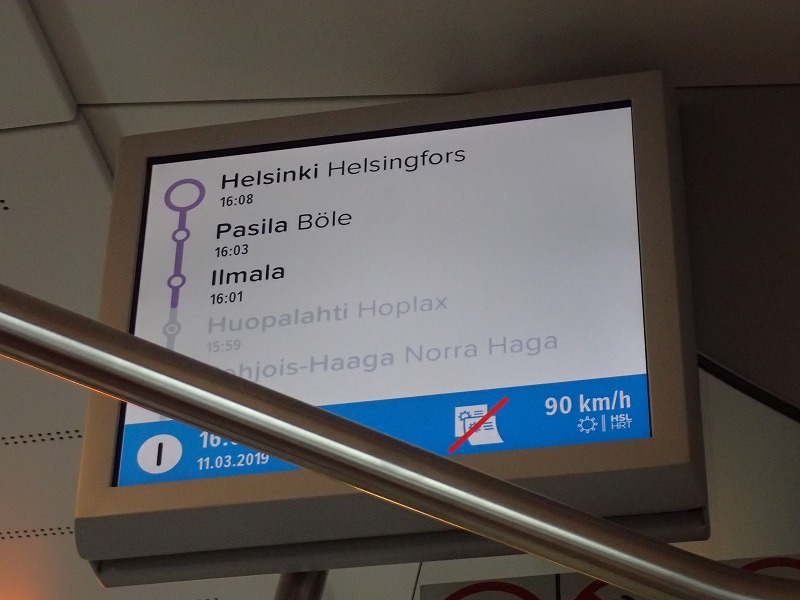 Helsinki Helsingfors
16:08
Pasila Böle
16:03
Ilmala
16:01
Huopalahti Hoplax
15:59
Norra Haga
90 km/h
I
11.03.2019
HSL
HRT